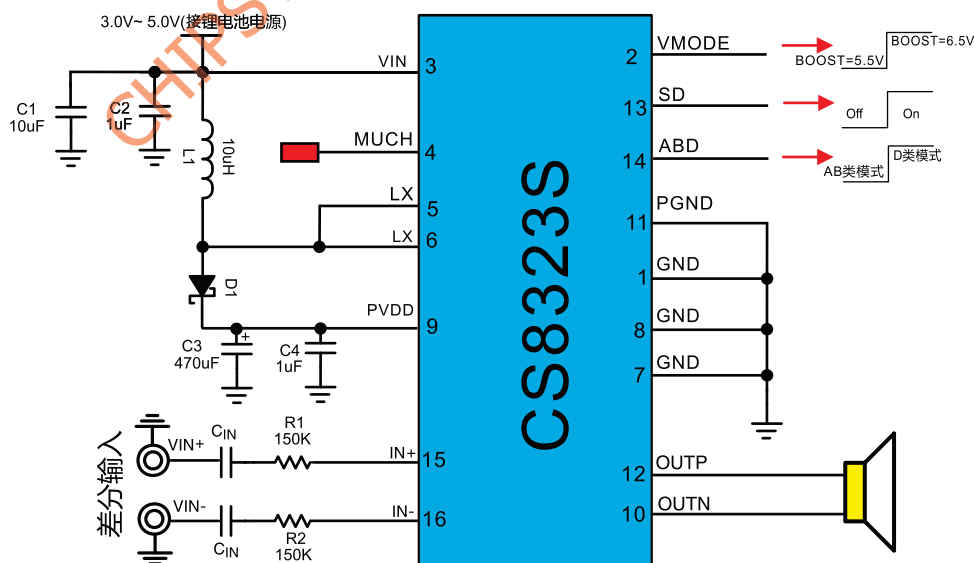 3.0V~ 5.0V(接锂电池电源)
CHIPS
VIN
3
C1
10uF
C2
1uF
10uH
L1
MUCH
4
LX
5
LX
6
D1
PVDD
9
C3
470uF
+
C4
1uF
差分输入
VIN+
CIN
R1
150K
IN+
15
VIN-
CIN
R2
150K
IN-
16
CS8323S
2
VMODE
BOOST=5.5V
BOOST=6.5V
13
SD
Off
On
14
ABD
AB类模式
D类模式
11
PGND
1
GND
8
GND
7
GND
12
OUTP
10
OUTN